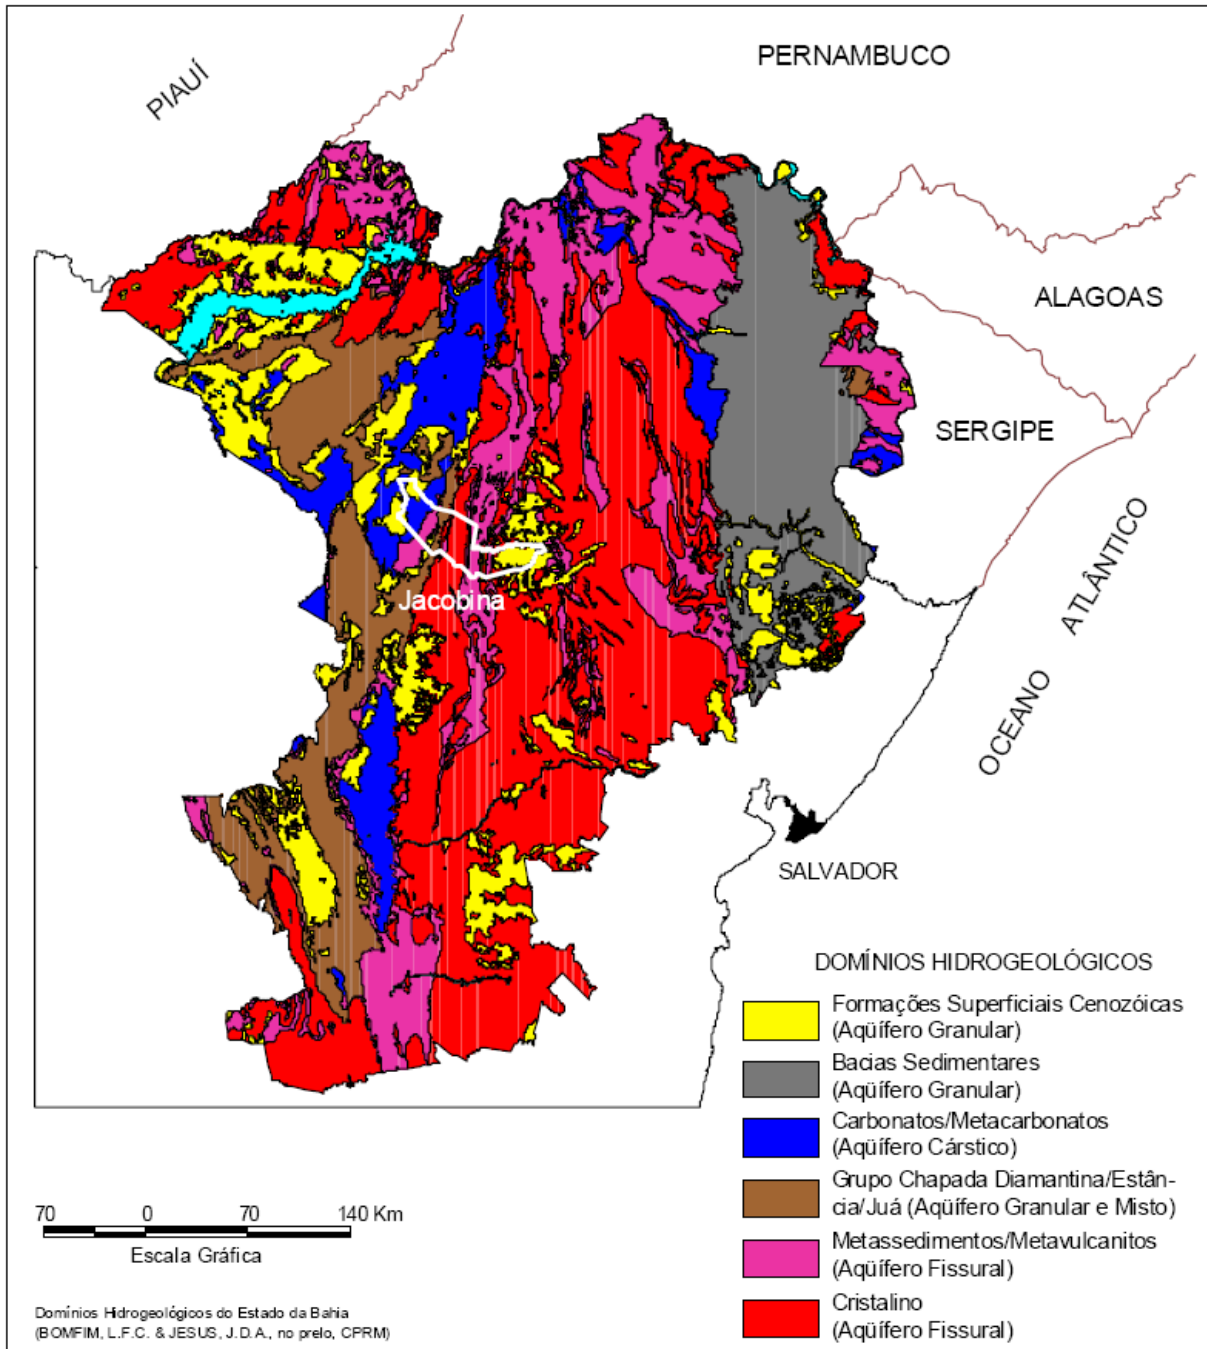 PIAUÍ
PERNAMBUCO
ALAGOAS
SERGIPE
OCEANO ATLÂNTICO
Jacobina
SALVADOR
DOMÍNIOS HIDROGEOLÓGICOS
Formações Superficiais Cenozóicas
(Aqüífero Granular)
Bacias Sedimentares
(Aqüífero Granular)
Carbonatos/Metacarbonatos
(Aqüífero Cárstico)
Grupo Chapada Diamantina/Estân-
cia/Juá (Aqüífero Granular e Misto)
Metassedimentos/Metavulcanitos
(Aqüífero Fissural)
Cristalino
(Aqüífero Fissural)
70 0 70 140 Km
Escala Gráfica
Domínios Hidrogeológicos do Estado da Bahia
(BOMFIM, L.F.C. & JESUS, J.D.A., no prelo, CPRM)